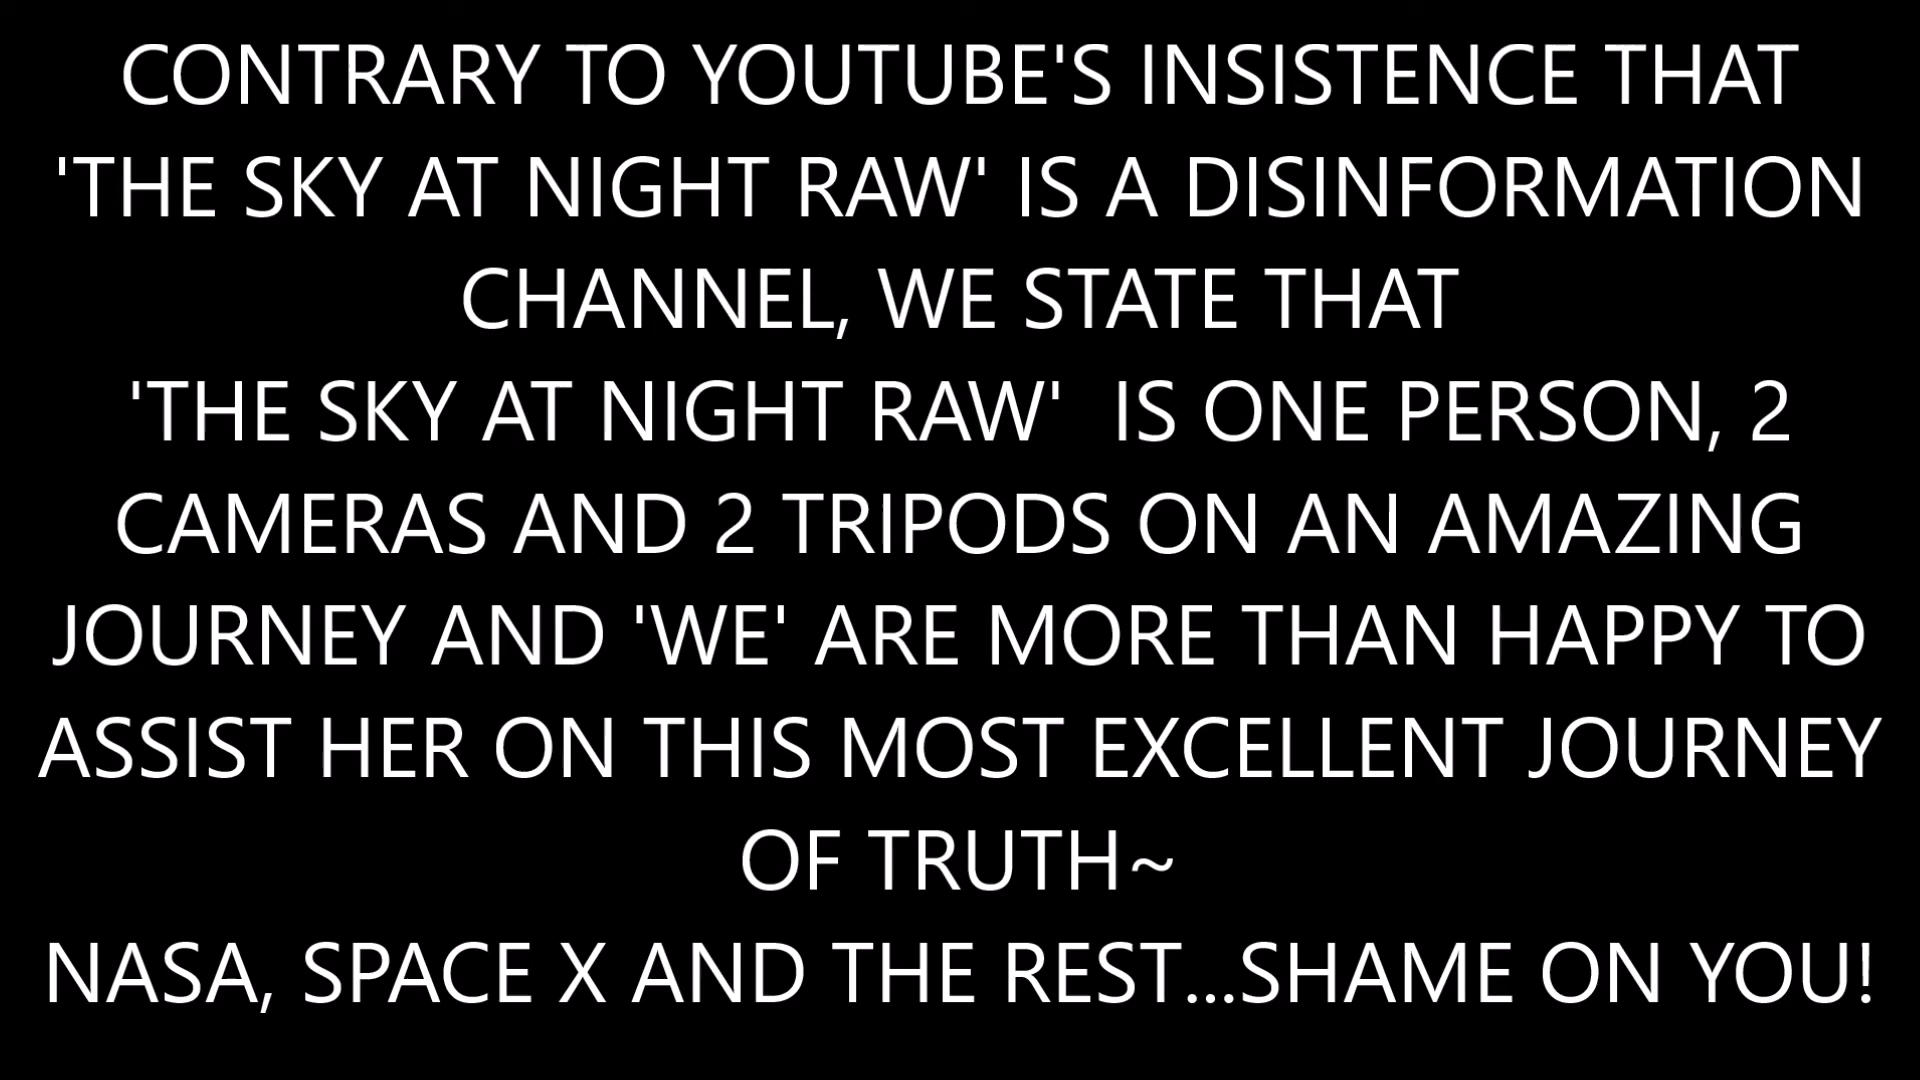 CONTRARY TO YOUTUBE'S INSISTENCE THAT
'THE SKY AT NIGHT RAW' IS A DISINFORMATION
CHANNEL, WE STATE THAT
'THE SKY AT NIGHT RAW'  IS ONE PERSON, 2
CAMERAS AND 2 TRIPODS ON AN AMAZING
JOURNEY AND 'WE' ARE MORE THAN HAPPY TO
ASSIST HER ON THIS MOST EXCELLENT JOURNEY
OF TRUTH~
NASA, SPACE X AND THE REST...SHAME ON YOU!